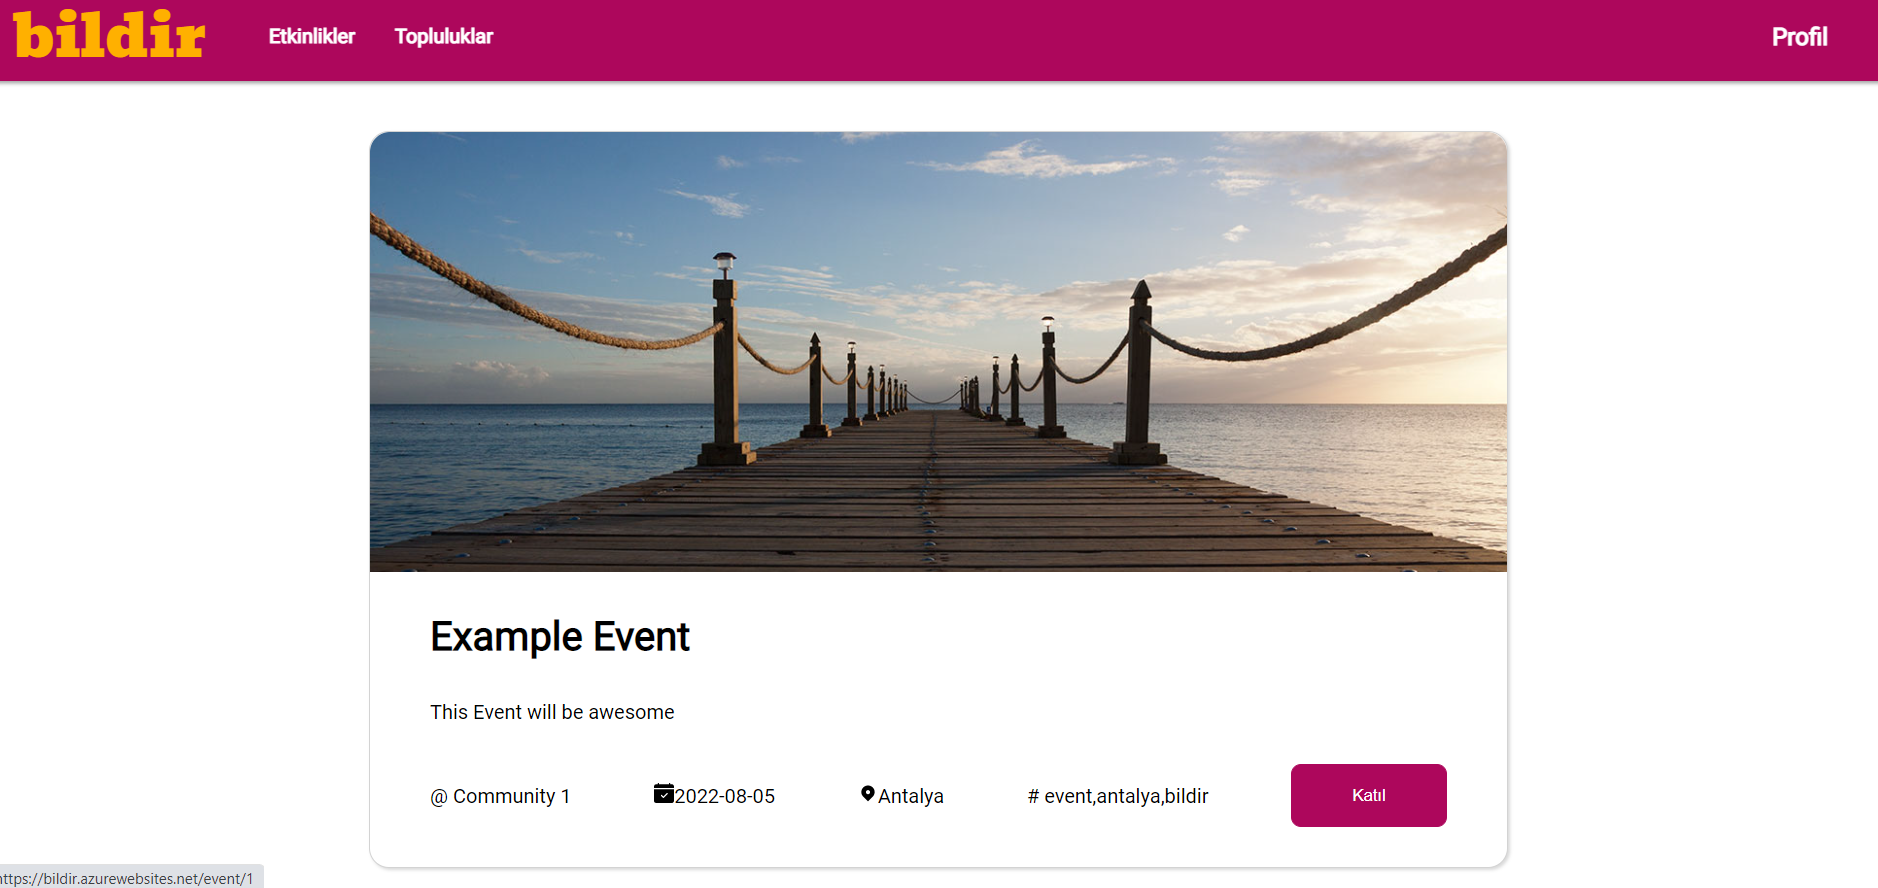 bildir Etkinlikler Topluluklar Profil
Example Event
This Event will be awesome
@ Community 1 2022-08-05 Antalya # event,antalya,bildir Katıl
https://bildir.azurewebsites.net/event/1